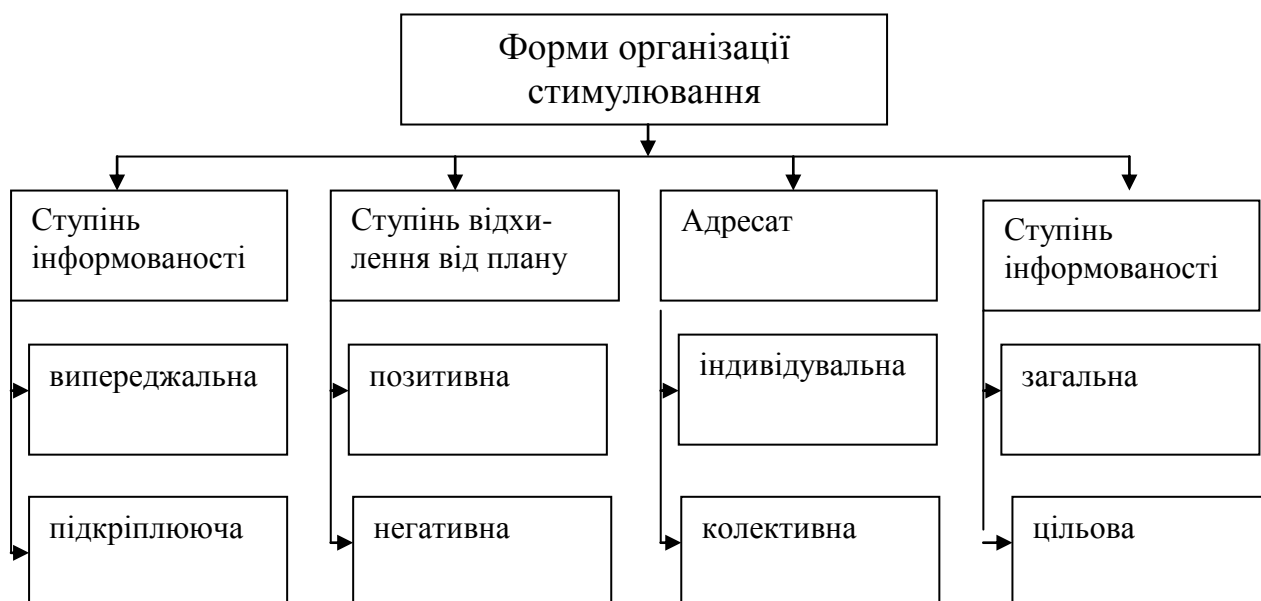 Форми організації
стимулювання
Ступінь
інформованості
Ступінь відхи-
лення від плану
Адресат
Ступінь
інформованості
випереджальна
позитивна
індивідувальна
загальна
підкріплююча
негативна
колективна
цільова